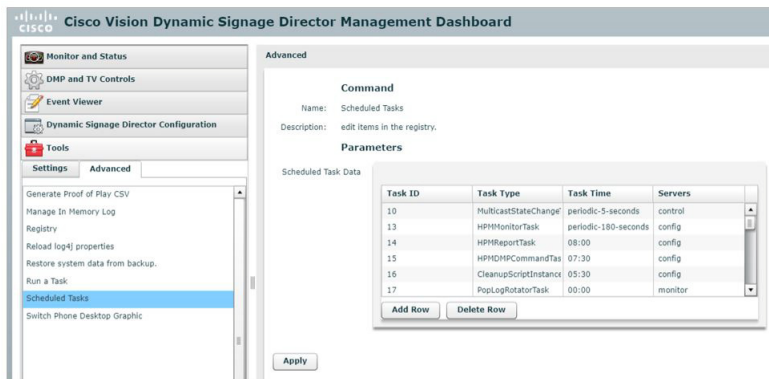 CISCO
Cisco Vision Dynamic Signage Director Management Dashboard
Monitor and Status
DMP and TV Controls
Event Viewer
Dynamic Signage Director Configuration
Tools
Settings Advanced
Generate Proof of Play CSV
Manage In Memory Log
Registry
Reload log4j properties
Restore system data from backup.
Run a Task
Scheduled Tasks
Switch Phone Desktop Graphic
Advanced
Command
Name: Scheduled Tasks
Description: edit items in the registry.
Parameters
Scheduled Task Data
Task ID Task Type Task Time Servers
10 MulticastStateChange periodic-5-seconds control
13 HPMMonitorTask periodic-180-seconds config
14 HPMReportTask 08:00 config
15 HPMDMPCommandTas 07:30 config
16 CleanupScriptInstance 05:30 config
17 PopLogRotatorTask 00:00 monitor
Add Row Delete Row
Apply